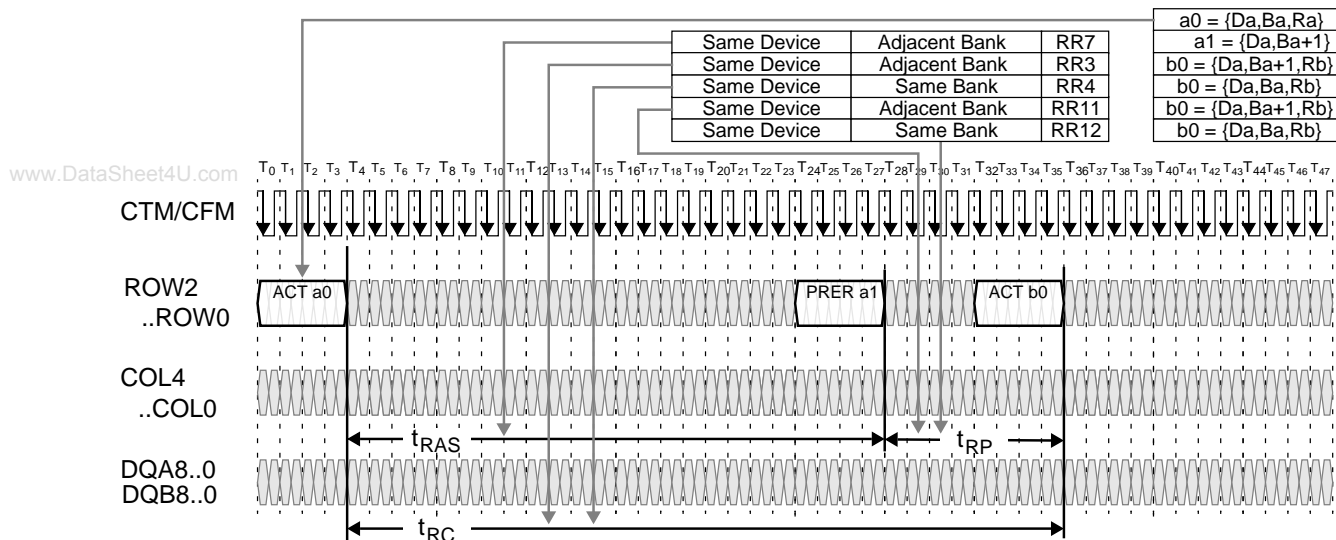 a0 = {Da,Ba,Ra}
Same Device Adjacent Bank RR7 a1 = {Da,Ba+1}
Same Device Adjacent Bank RR3 b0 = {Da,Ba+1,Rb}
Same Device Same Bank RR4 b0 = {Da,Ba,Rb}
Same Device Adjacent Bank RR11 b0 = {Da,Ba+1,Rb}
Same Device Same Bank RR12 b0 = {Da,Ba,Rb}
www.DataSheet4U.com T0 T1 T2 T3 T4 T5 T6 T7 T8 T9 T10 T11 T12 T13 T14 T15 T16 T17 T18 T19 T20 T21 T22 T23 T24 T25 T26 T27 T28 T29 T30 T31 T32 T33 T34 T35 T36 T37 T38 T39 T40 T41 T42 T43 T44 T45 T46 T47
CTM/CFM
ROW2 ACT a0 PRER a1 ACT b0
..ROW0
COL4
..COL0
tRAS tRP
DQA8..0
DQB8..0
tRC